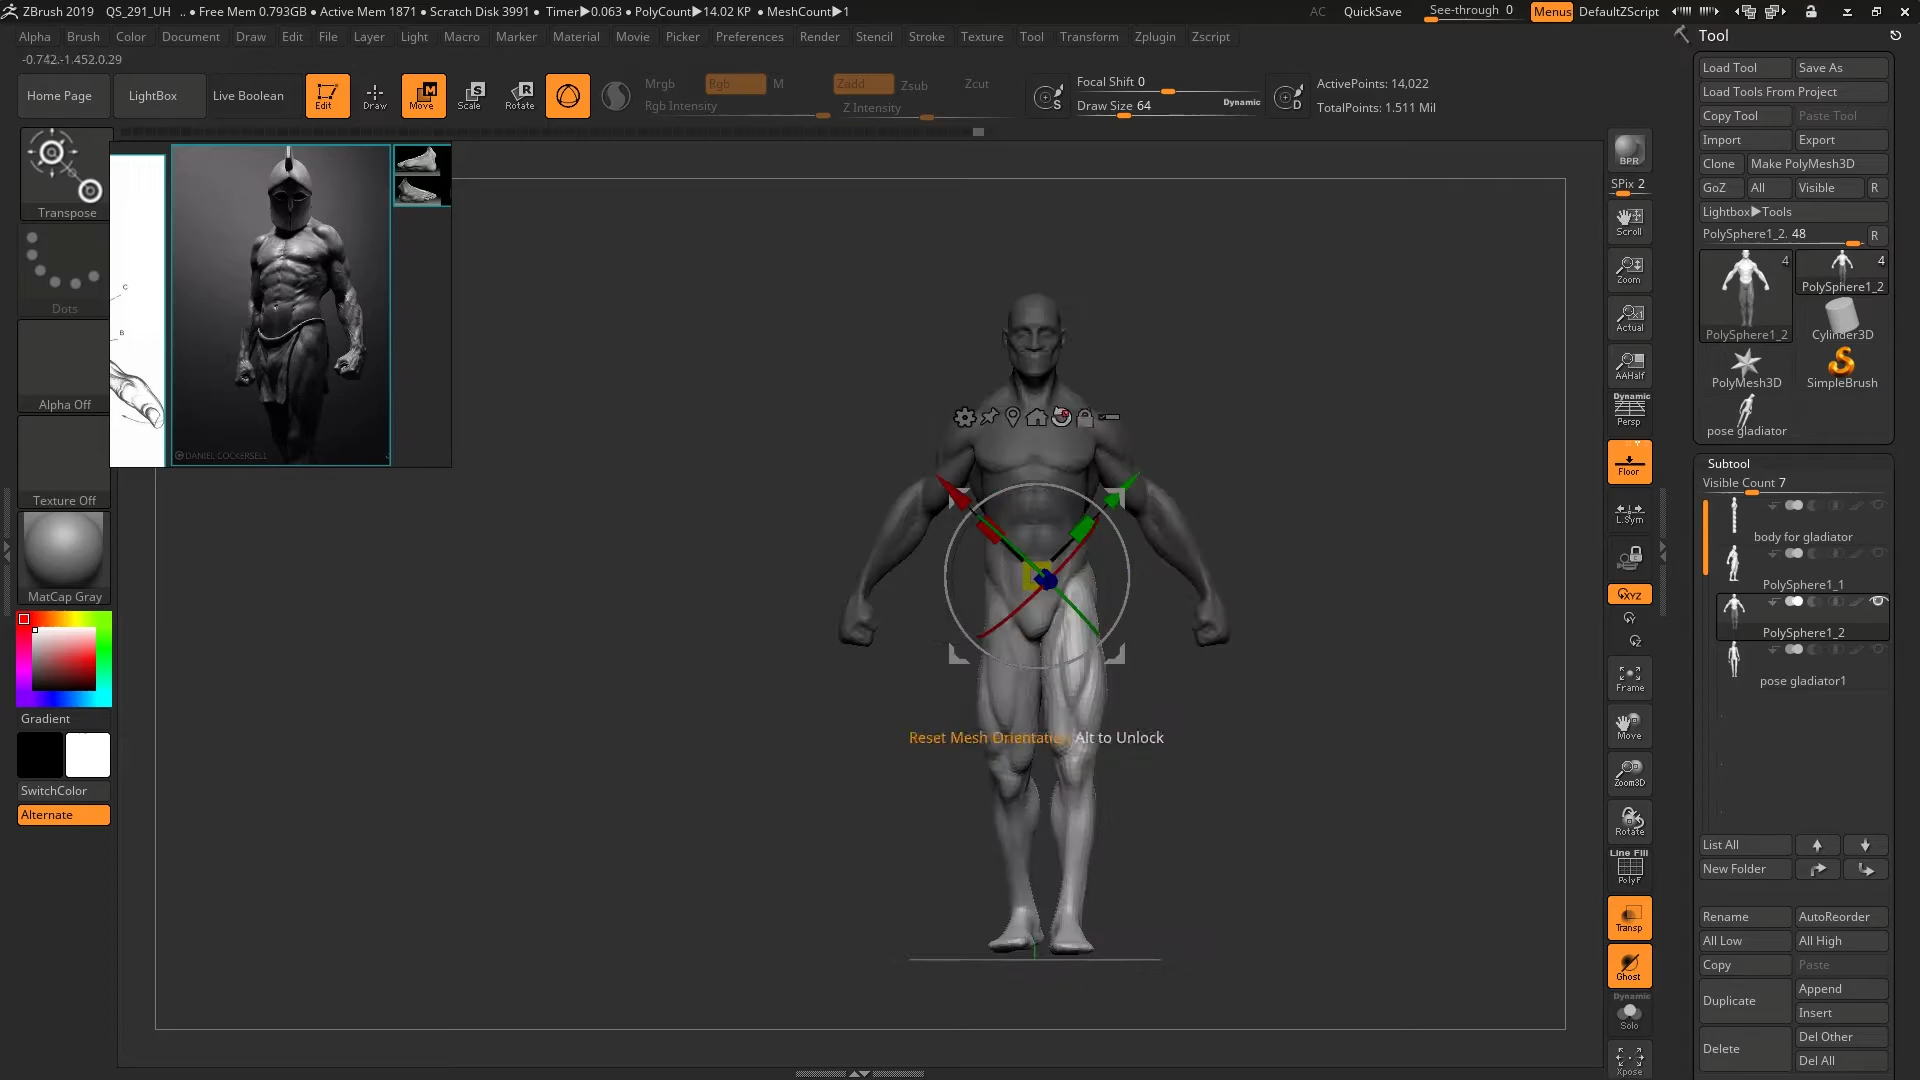 ZBrush 2019 QS_291_UH .. ● Free Mem 0.793GB ● Active Mem 1871 ● Scratch Disk 3991 ● Timer▶0.063 ● PolyCount▶14.02 KP ● MeshCount▶1 AC QuickSave See-through 0 Menus DefaultZScript
Alpha Brush Color Document Draw Edit File Layer Light Macro Marker Material Movie Picker Preferences Render Stencil Stroke Texture Tool Transform Zplugin Zscript
-0.742,-1.452,0.29
Home Page LightBox Live Boolean Edit Draw Move Scale Rotate
Mrgb Rgb M Zadd Zsub Zcut
Rgb Intensity Z Intensity
Focal Shift 0
Draw Size 64 Dynamic
ActivePoints: 14,022
TotalPoints: 1.511 Mil
Transpose
Dots
Alpha Off
Texture Off
MatCap Gray
Gradient
SwitchColor
Alternate
C
B
DANIEL COCKERSELL
Reset Mesh Orientation Alt to Unlock
BPR
SPix 2
Scroll
Zoom
Actual
AAHalf
Dynamic
Persp
Floor
L.Sym
XYZ
Frame
Move
Zoom3D
Rotate
Line Fill
PolyF
Transp
Ghost
Dynamic
Solo
Xpose
Tool
Load Tool Save As
Load Tools From Project
Copy Tool Paste Tool
Import Export
Clone Make PolyMesh3D
GoZ All Visible R
Lightbox▶Tools
PolySphere1_2. 48 R
4 4
PolySphere1_2
PolySphere1_2 Cylinder3D
PolyMesh3D SimpleBrush
pose gladiator
Subtool
Visible Count 7
body for gladiator
PolySphere1_1
PolySphere1_2
pose gladiator1
List All
New Folder
Rename AutoReorder
All Low All High
Copy Paste
Duplicate Append
Insert
Delete Del Other
Del All